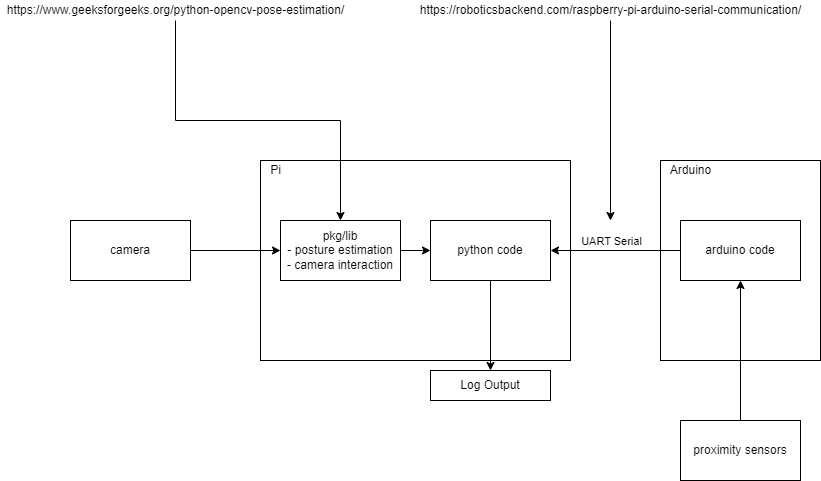 https://www.geeksforgeeks.org/python-opencv-pose-estimation/
https://roboticsbackend.com/raspberry-pi-arduino-serial-communication/
Pi
Arduino
camera
pkg/lib
- posture estimation
- camera interaction
python code
UART Serial
arduino code
Log Output
proximity sensors